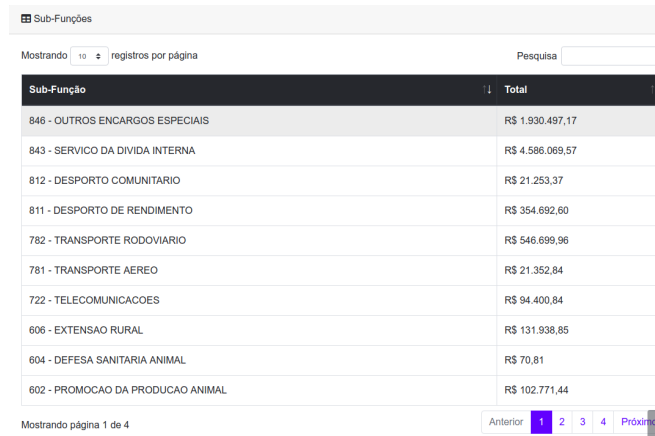 Sub-Funções
Mostrando 10 registros por página Pesquisa
Sub-Função Total
846 - OUTROS ENCARGOS ESPECIAIS R$ 1.930.497,17
843 - SERVICO DA DIVIDA INTERNA R$ 4.586.069,57
812 - DESPORTO COMUNITARIO R$ 21.253,37
811 - DESPORTO DE RENDIMENTO R$ 354.692,60
782 - TRANSPORTE RODOVIARIO R$ 546.699,96
781 - TRANSPORTE AEREO R$ 21.352,84
722 - TELECOMUNICACOES R$ 94.400,84
606 - EXTENSAO RURAL R$ 131.938,85
604 - DEFESA SANITARIA ANIMAL R$ 70,81
602 - PROMOCAO DA PRODUCAO ANIMAL R$ 102.771,44
Mostrando página 1 de 4 Anterior 1 2 3 4 Próximo